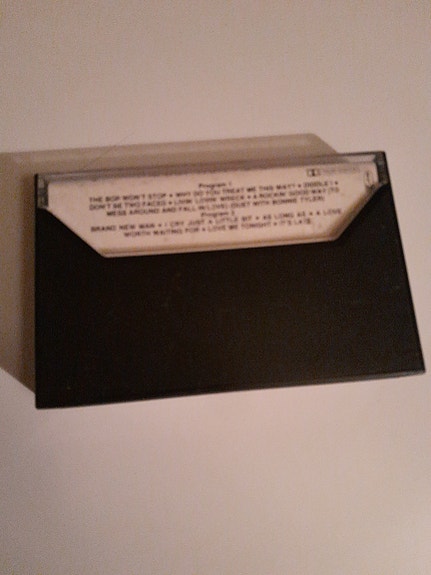 Program 1
THE BOP WON'T STOP • WHY DO YOU TREAT ME THIS WAY? • DIDDLE I •
DON'T BE TWO FACED • LIVIN' LOVIN' WRECK • A ROCKIN' GOOD WAY (TO
MESS AROUND AND FALL IN LOVE) (DUET WITH BONNIE TYLER)
Program 2
BRAND NEW MAN • I CRY JUST A LITTLE BIT • AS LONG AS • A LOVE
WORTH WAITING FOR • LOVE ME TONIGHT • IT'S LATE